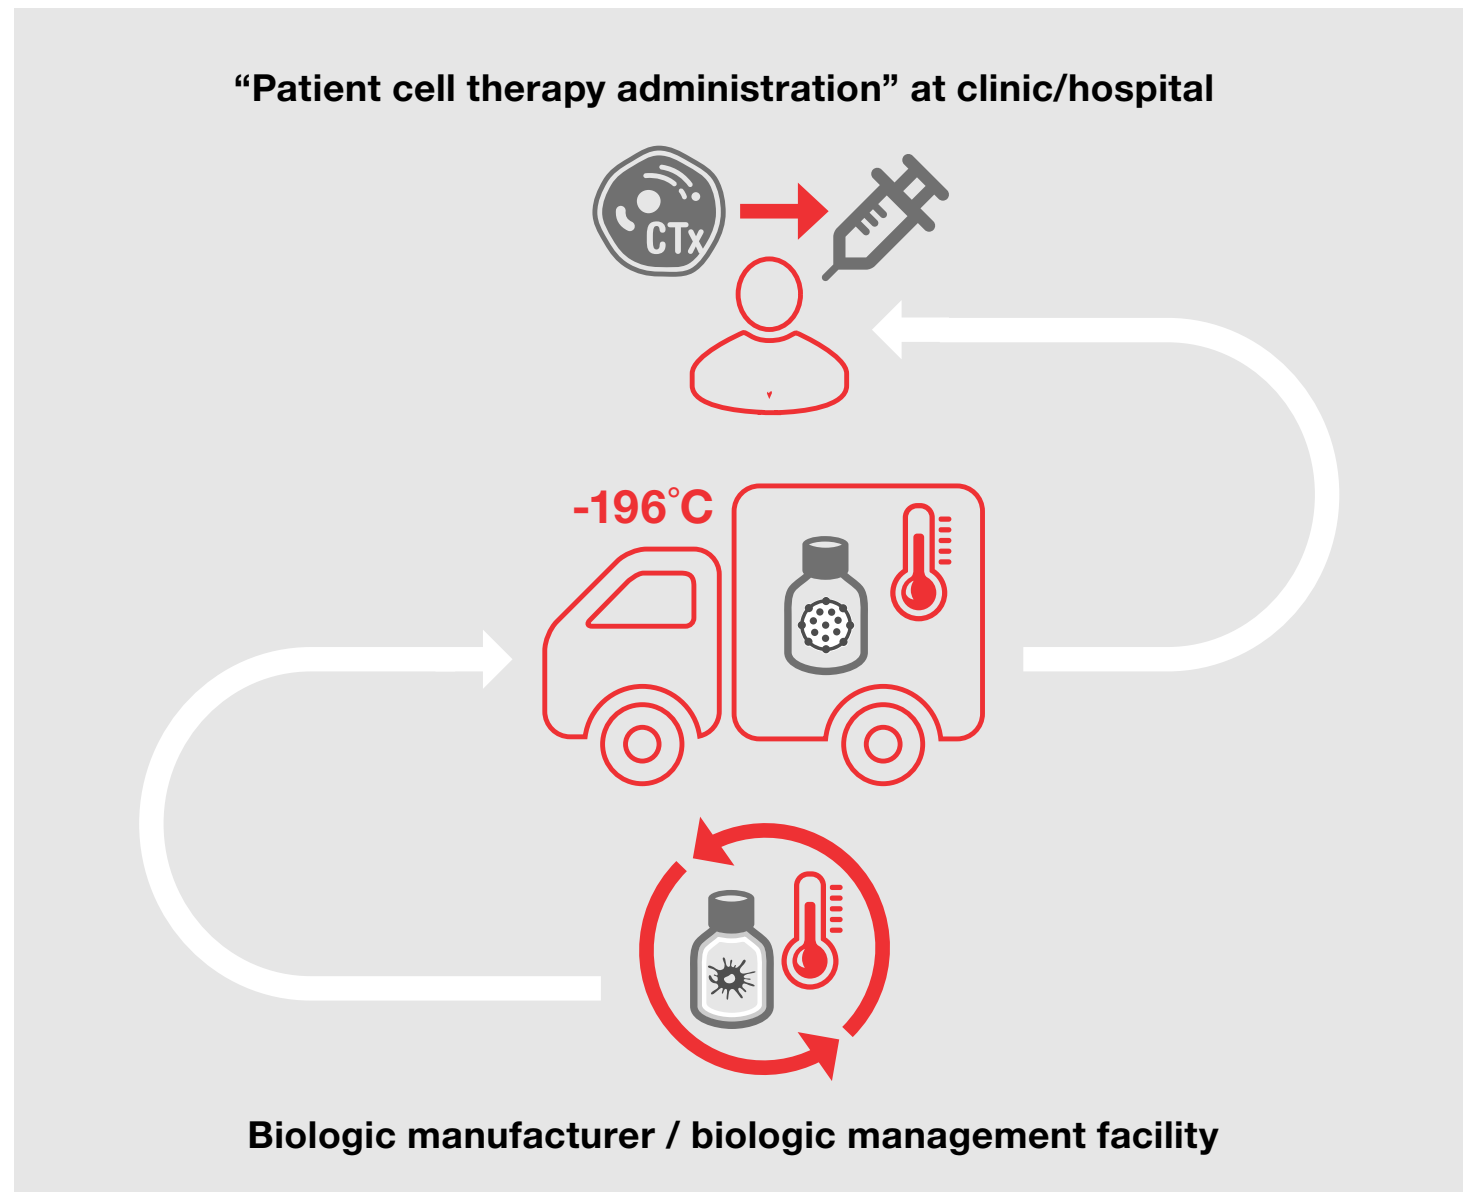 “Patient cell therapy administration” at clinic/hospital
CTx
-196°C
Biologic manufacturer / biologic management facility